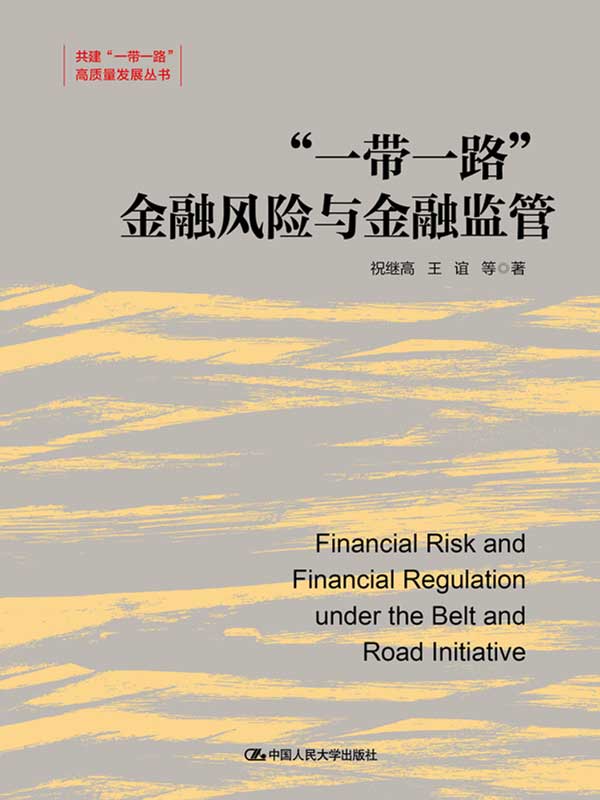 共建“一带一路”
高质量发展丛书
“一带一路”
金融风险与金融监管
祝继高 王 谊 等◎著
Financial Risk and
Financial Regulation
under the Belt and
Road Initiative
中国人民大学出版社